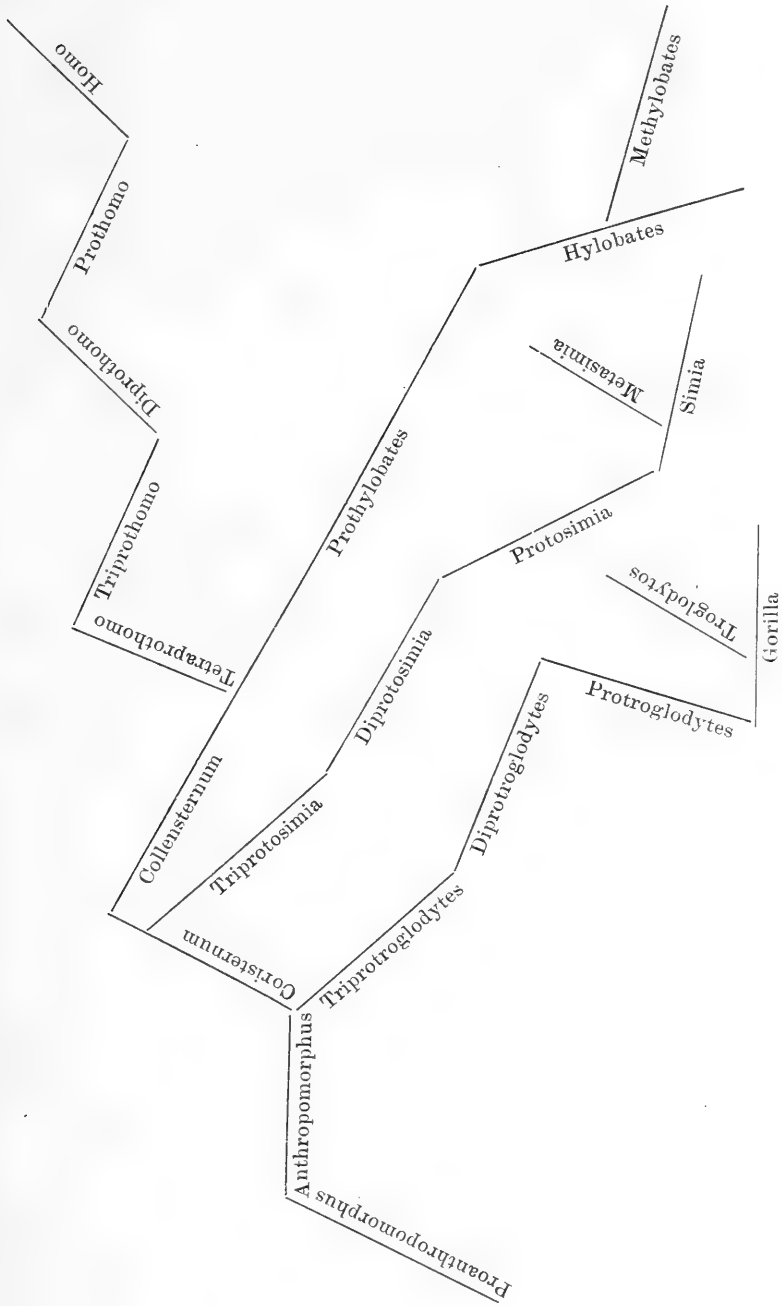 Homo
Prothomo
Diprothomo
Triprothomo
Tetraprothomo
Methylobates
Hylobates
Prothylobates
Collensternum
Metasimia
Simia
Protosimia
Diprotosimia
Triprotosimia
Coristernum
Troglodytos
Gorilla
Protroglodytes
Diprotroglodytes
Triprotroglodytes
Anthropomorphus
Proanthropomorphus